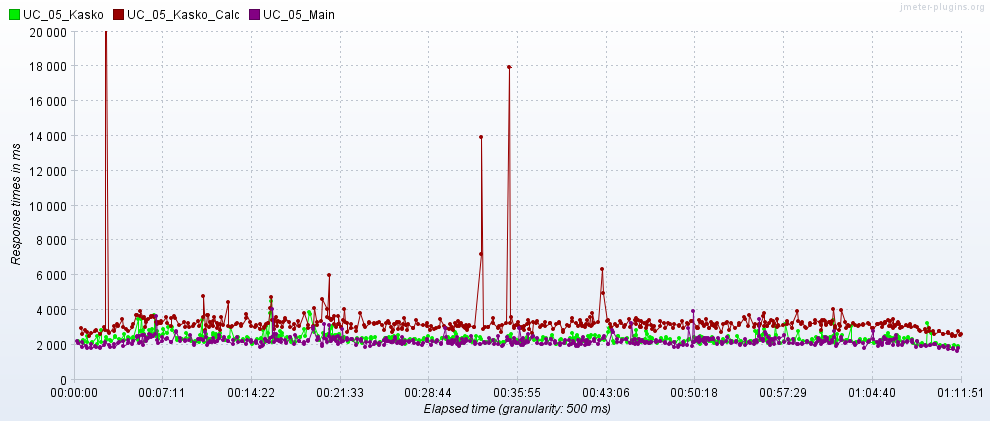 UC_05_Kasko UC_05_Kasko_Calc UC_05_Main
jmeter-plugins.org
20 000
18 000
16 000
14 000
12 000
10 000
8 000
6 000
4 000
2 000
0
Response times in ms
00:00:00 00:07:11 00:14:22 00:21:33 00:28:44 00:35:55 00:43:06 00:50:18 00:57:29 01:04:40 01:11:51
Elapsed time (granularity: 500 ms)